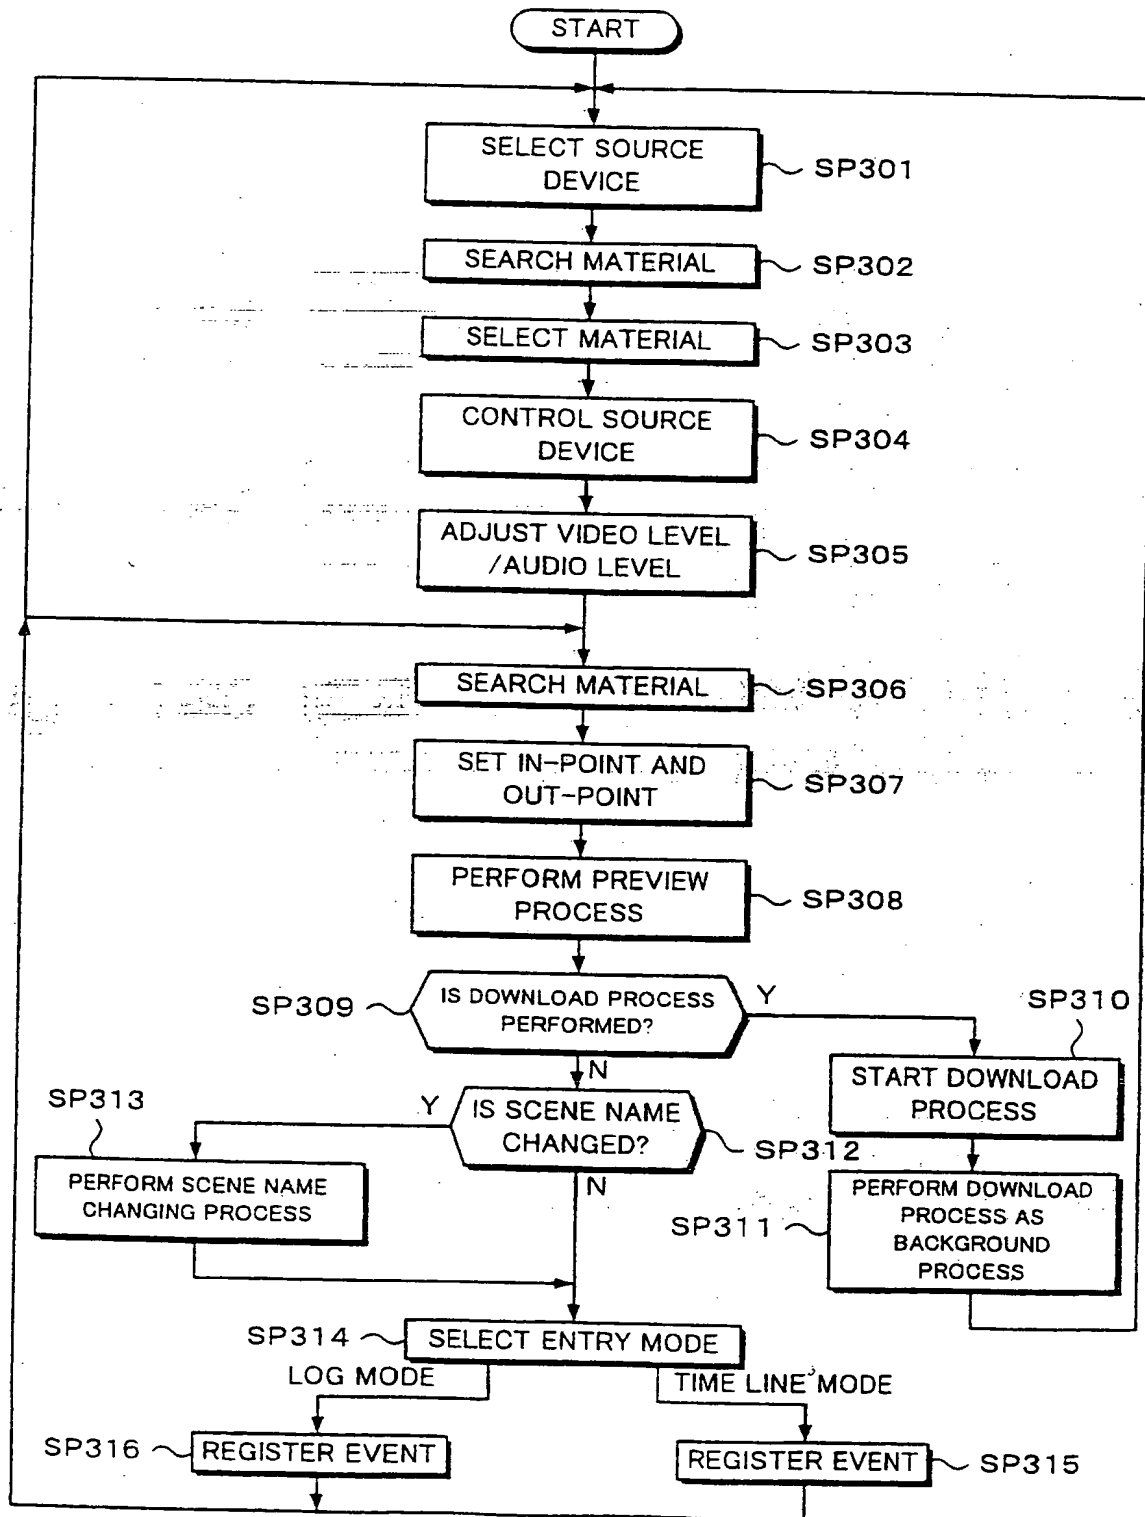 START
SELECT SOURCE
DEVICE
SP301
SEARCH MATERIAL
SP302
SELECT MATERIAL
SP303
CONTROL SOURCE
DEVICE
SP304
ADJUST VIDEO LEVEL
/AUDIO LEVEL
SP305
SEARCH MATERIAL
SP306
SET IN-POINT AND
OUT-POINT
SP307
PERFORM PREVIEW
PROCESS
SP308
SP309
IS DOWNLOAD PROCESS
PERFORMED?
Y
N
SP310
START DOWNLOAD
PROCESS
SP311
PERFORM DOWNLOAD
PROCESS AS
BACKGROUND
PROCESS
IS SCENE NAME
CHANGED?
SP312
Y
N
SP313
PERFORM SCENE NAME
CHANGING PROCESS
SP314
SELECT ENTRY MODE
LOG MODE
TIME LINE MODE
SP316
REGISTER EVENT
REGISTER EVENT
SP315